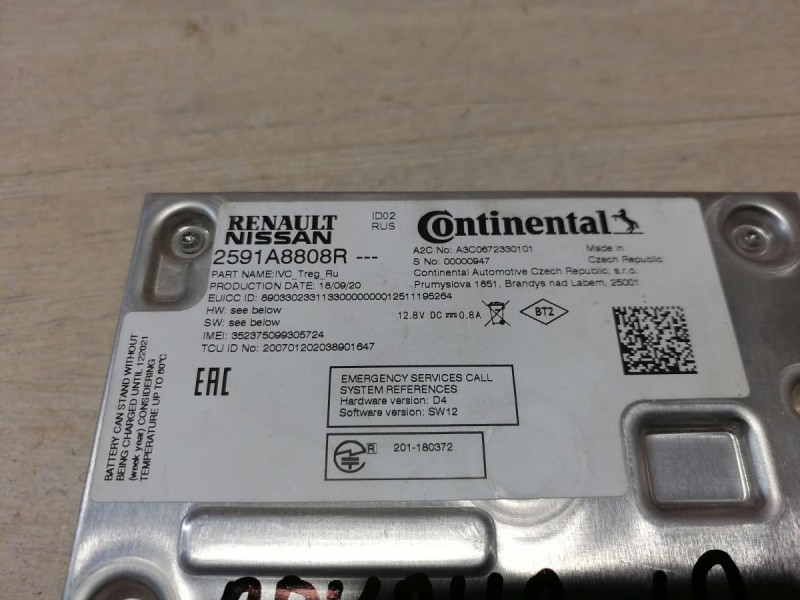 RENAULT
NISSAN
ID02
RUS
2591A8808R ---
PART NAME:IVC_Treg_Ru
PRODUCTION DATE: 18/09/20
EUICC ID: 89033023311330000000012511195264
HW: see below
SW: see below
IMEI: 352375099305724
TCU ID No: 200701202038901647
Continental
A2C No: A3C0672330101
S No: 00000947
Made in
Czech Republic
Continental Automotive Czech Republic, s.r.o.
Prumyslova 1851, Brandys nad Labem, 25001
12.8V DC 0.8A
BT2
BATTERY CAN STAND WITHOUT
BEING CHARGED UNTIL 122021
(week year) CONSIDERING
TEMPERATURE UP TO 60°C
EAC
EMERGENCY SERVICES CALL
SYSTEM REFERENCES
Hardware version: D4
Software version: SW12
R 201-180372